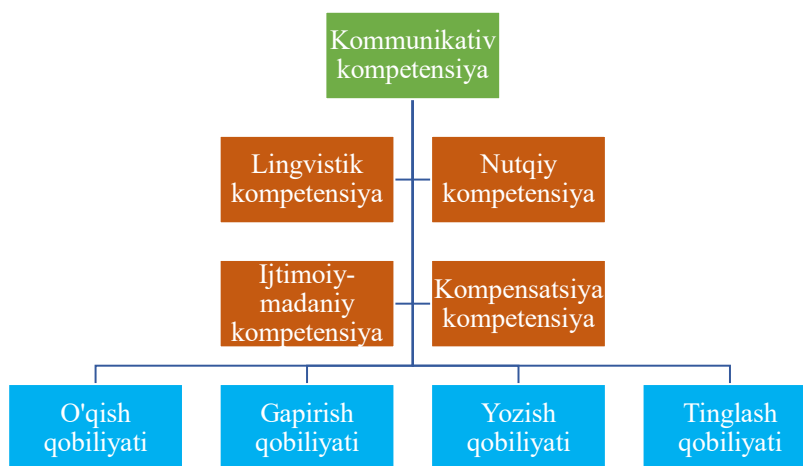 Kommunikativ
kompetensiya
Lingvistik
kompetensiya
Nutqiy
kompetensiya
Ijtimoiy-
madaniy
kompetensiya
Kompensatsiya
kompetensiya
O'qish
qobiliyati
Gapirish
qobiliyati
Yozish
qobiliyati
Tinglash
qobiliyati